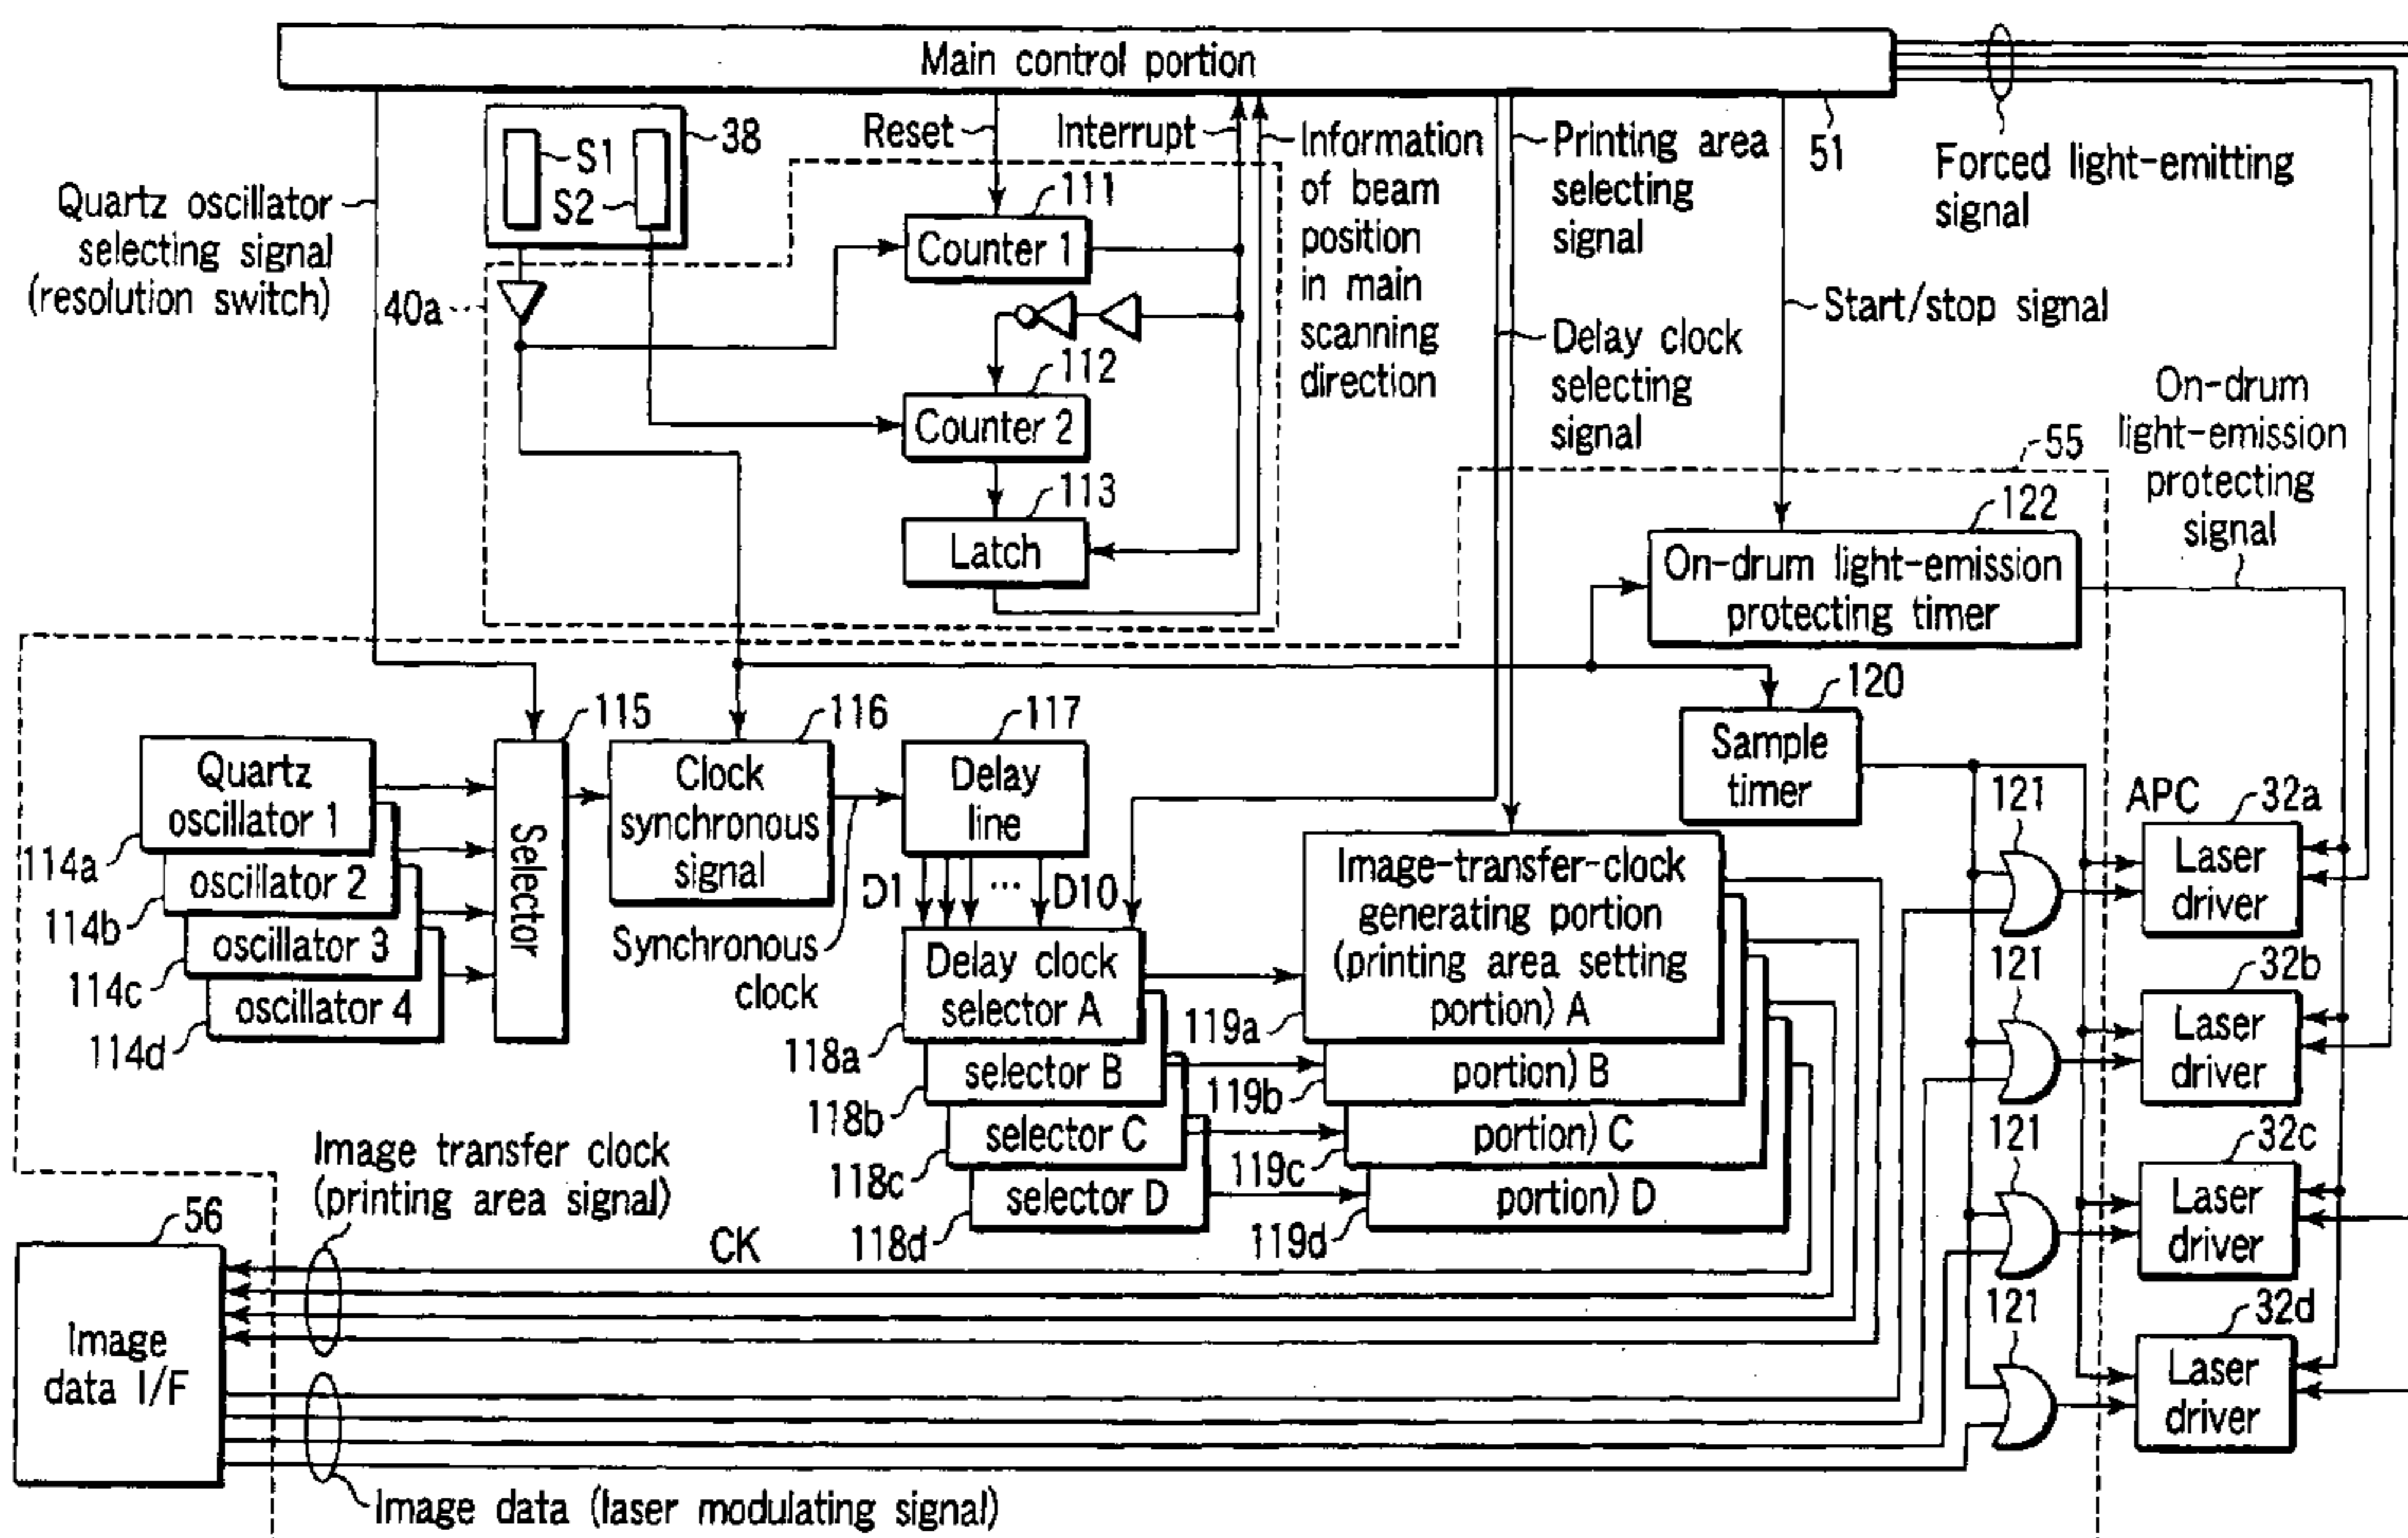 Main control portion
51
38
S1
S2
Reset
Interrupt
Information
of beam
position
in main
scanning
direction
Printing area
selecting
signal
Delay clock
selecting
signal
Start/stop signal
Forced light-emitting
signal
Quartz oscillator
selecting signal
(resolution switch)
40a
111
Counter 1
112
Counter 2
113
Latch
On-drum
light-emission
protecting
signal
55
122
On-drum light-emission
protecting timer
120
Sample
timer
115
Selector
116
Clock
synchronous
signal
117
Delay
line
Quartz
oscillator 1
oscillator 2
oscillator 3
oscillator 4
114a
114b
114c
114d
Synchronous
clock
D1
...
D10
Delay clock
selector A
selector B
selector C
selector D
118a
118b
118c
118d
Image-transfer-clock
generating portion
(printing area setting
portion) A
portion) B
portion) C
portion) D
119a
119b
119c
119d
121
121
121
121
APC
32a
Laser
driver
32b
Laser
driver
32c
Laser
driver
32d
Laser
driver
Image transfer clock
(printing area signal)
CK
56
Image
data I/F
Image data (laser modulating signal)